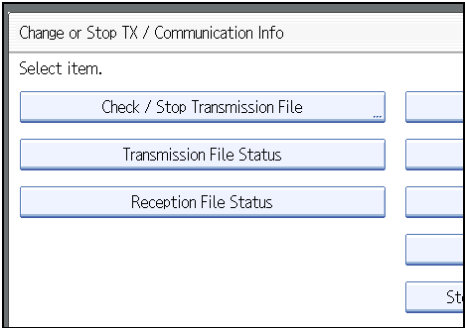 Change or Stop TX / Communication Info
Select item.
Check / Stop Transmission File
...
Transmission File Status
Reception File Status